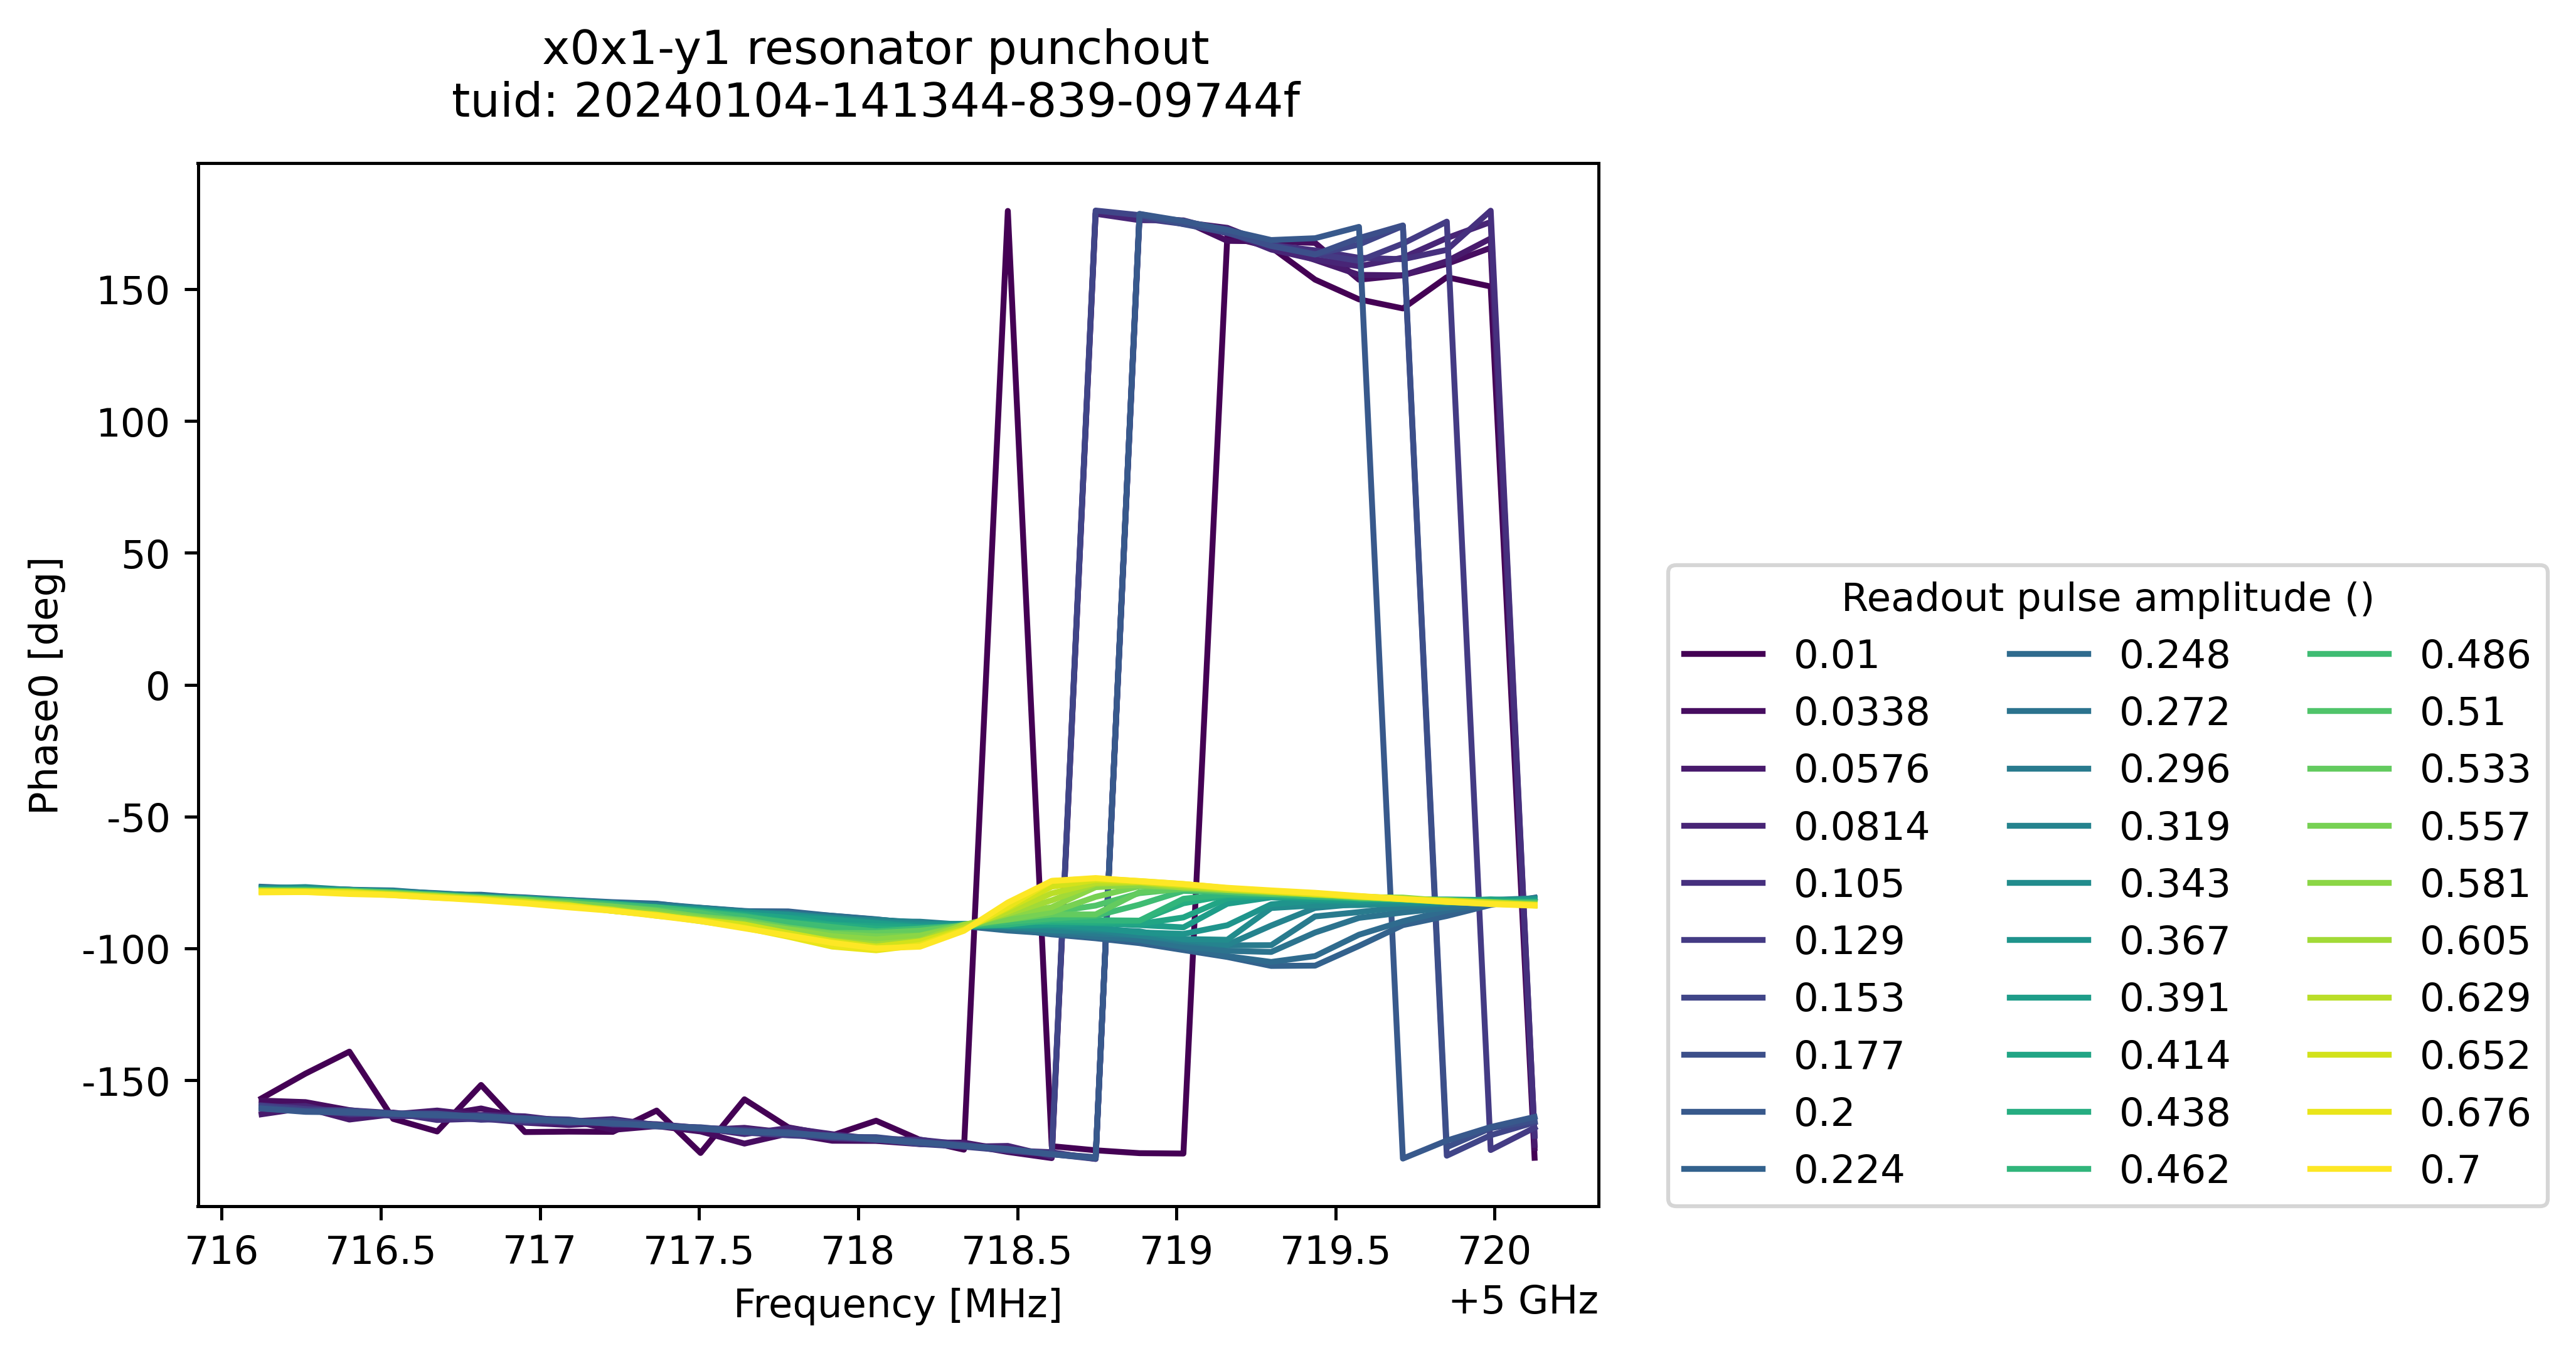 x0x1-y1 resonator punchout
tuid: 20240104-141344-839-09744f
Phase0 [deg]
150
100
50
0
-50
-100
-150
716 716.5 717 717.5 718 718.5 719 719.5 720
Frequency [MHz]
+5 GHz
Readout pulse amplitude ()
0.01 0.248 0.486
0.0338 0.272 0.51
0.0576 0.296 0.533
0.0814 0.319 0.557
0.105 0.343 0.581
0.129 0.367 0.605
0.153 0.391 0.629
0.177 0.414 0.652
0.2 0.438 0.676
0.224 0.462 0.7